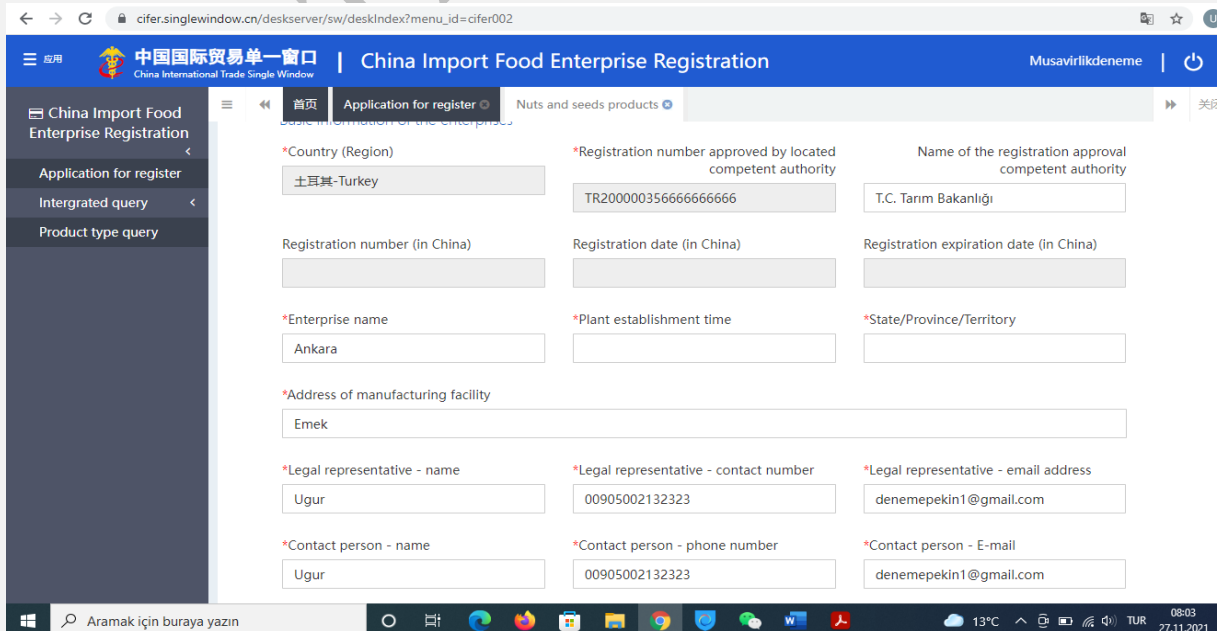 cifer.singlewindow.cn/deskserver/sw/deskIndex?menu_id=cifer002
应用
中国国际贸易单一窗口
China International Trade Single Window
| China Import Food Enterprise Registration
Musavirlikdeneme |
China Import Food
Enterprise Registration
Application for register
Intergrated query
Product type query
首页
Application for register
Nuts and seeds products
关闭
Basic information of the enterprises
*Country (Region)
*Registration number approved by located
competent authority
Name of the registration approval
competent authority
土耳其-Turkey
TR200000356666666666
T.C. Tarım Bakanlığı
Registration number (in China)
Registration date (in China)
Registration expiration date (in China)
*Enterprise name
*Plant establishment time
*State/Province/Territory
Ankara
*Address of manufacturing facility
Emek
*Legal representative - name
*Legal representative - contact number
*Legal representative - email address
Ugur
00905002132323
denemepekin1@gmail.com
*Contact person - name
*Contact person - phone number
*Contact person - E-mail
Ugur
00905002132323
denemepekin1@gmail.com
Aramak için buraya yazın
13°C
TUR
08:03
27.11.2021